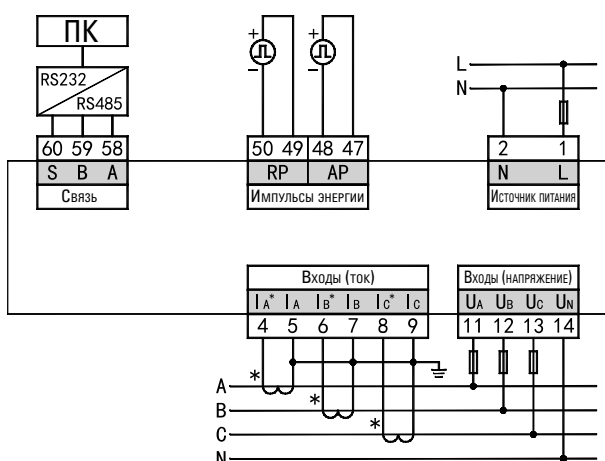 ПК
RS232
RS485
+
−
+
−
L
N
60 59 58
50 49 48 47
2 1
S B A
RP AP
N L
Связь
Импульсы энергии
Источник питания
Входы (ток)
Входы (напряжение)
IA* IA IB* IB IC* IC
UA UB UC UN
4 5 6 7 8 9
11 12 13 14
*
A
*
B
*
C
N